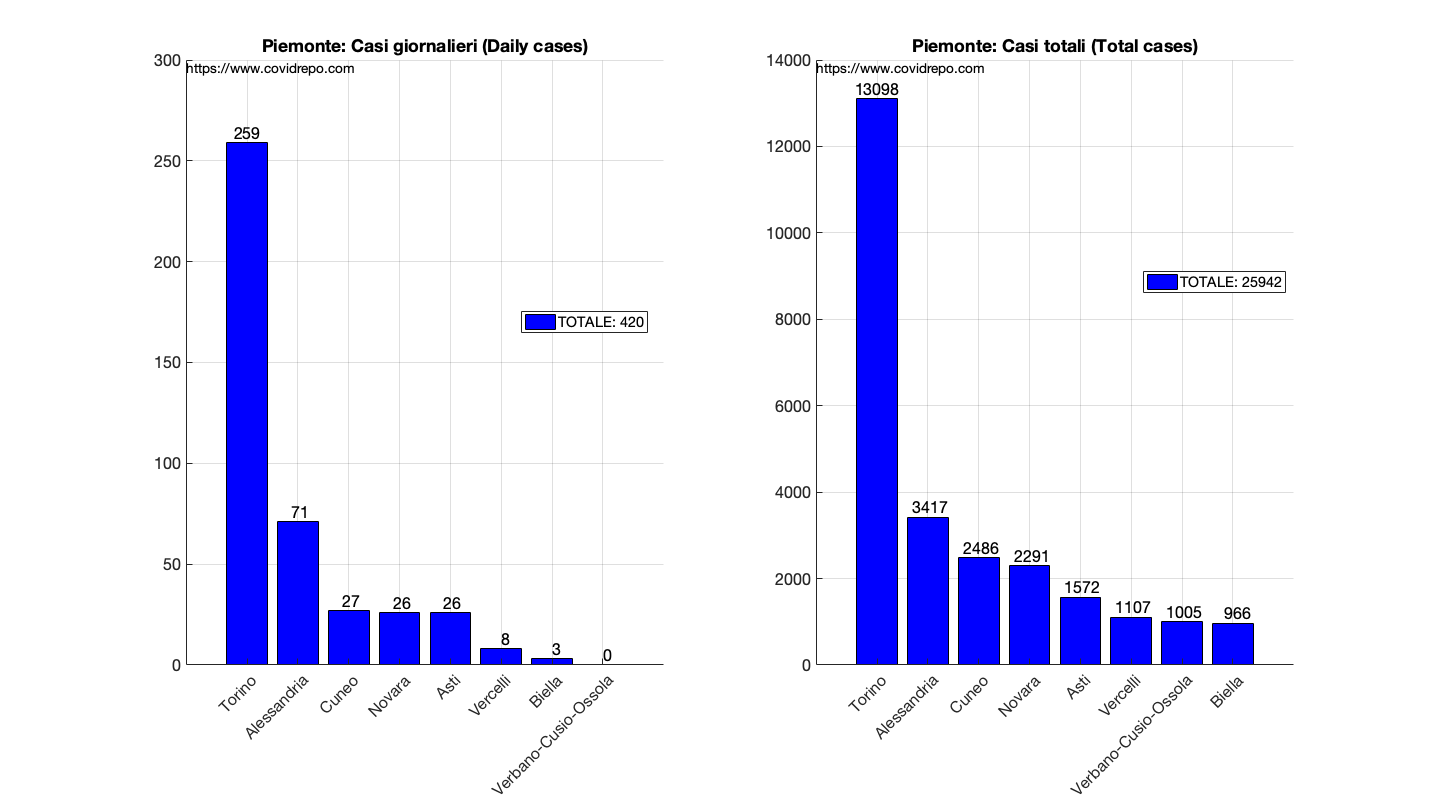 Piemonte: Casi giornalieri (Daily cases)
https://www.covidrepo.com
300
250
200
150
100
50
0
259
71
27
26
26
8
3
0
TOTALE: 420
Torino
Alessandria
Cuneo
Novara
Asti
Vercelli
Biella
Verbano-Cusio-Ossola
Piemonte: Casi totali (Total cases)
https://www.covidrepo.com
14000
12000
10000
8000
6000
4000
2000
0
13098
3417
2486
2291
1572
1107
1005
966
TOTALE: 25942
Torino
Alessandria
Cuneo
Novara
Asti
Vercelli
Verbano-Cusio-Ossola
Biella